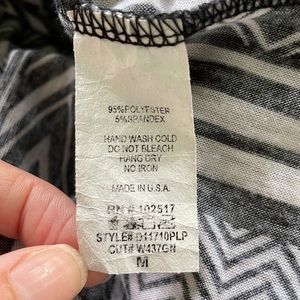 95%POLYESTER
5%SPANDEX
HAND WASH COLD
DO NOT BLEACH
HANG DRY
NO IRON
MADE IN U.S.A.
RN # 102517
STYLE# D11710PLP
CUT# W437GN
M